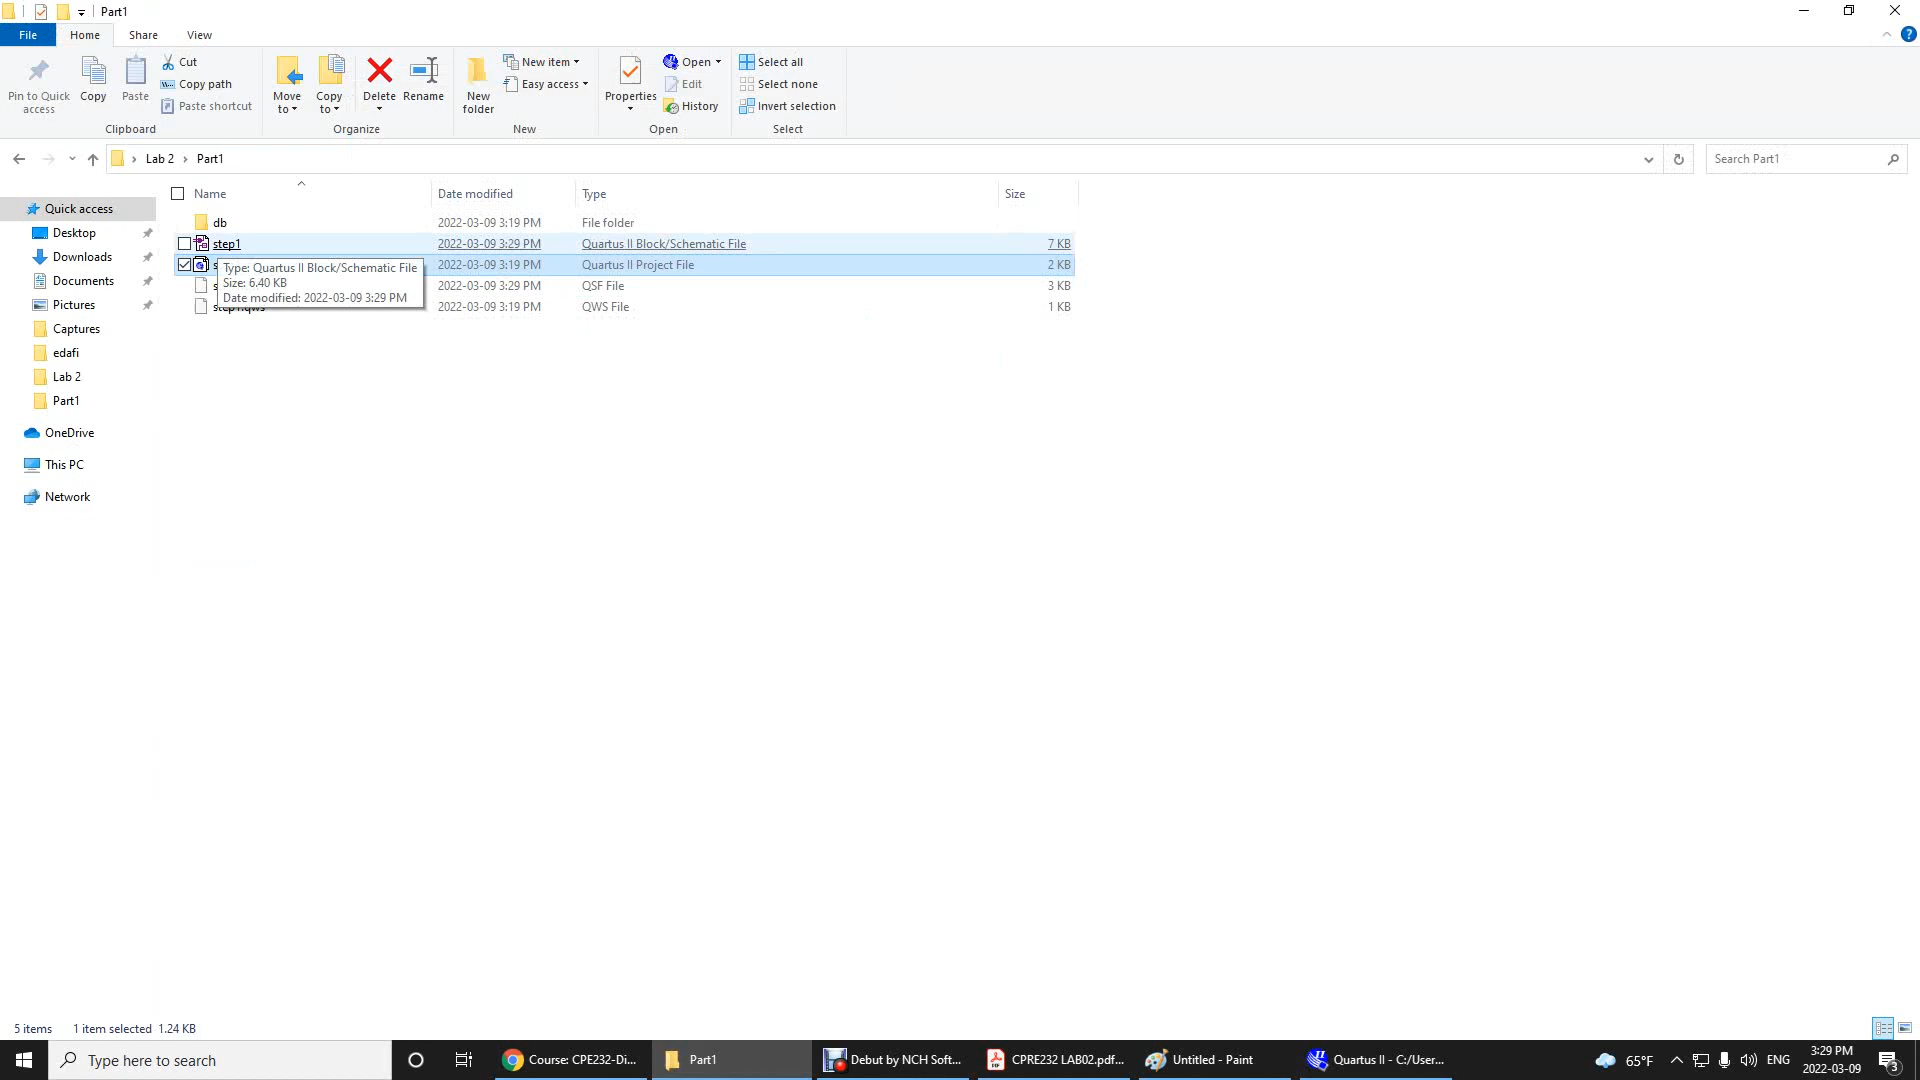 Part1
File Home Share View
Pin to Quick access
Copy
Paste
Cut
Copy path
Paste shortcut
Clipboard
Move to
Copy to
Delete
Rename
Organize
New folder
New item
Easy access
New
Properties
Open
Edit
History
Open
Select all
Select none
Invert selection
Select
Lab 2 Part1
Search Part1
Name Date modified Type Size
db 2022-03-09 3:19 PM File folder
step1 2022-03-09 3:29 PM Quartus II Block/Schematic File 7 KB
2022-03-09 3:19 PM Quartus II Project File 2 KB
2022-03-09 3:29 PM QSF File 3 KB
step1.qws 2022-03-09 3:19 PM QWS File 1 KB
Type: Quartus II Block/Schematic File
Size: 6.40 KB
Date modified: 2022-03-09 3:29 PM
Quick access
Desktop
Downloads
Documents
Pictures
Captures
edafi
Lab 2
Part1
OneDrive
This PC
Network
5 items 1 item selected 1.24 KB
Type here to search
Course: CPE232-Di...
Part1
Debut by NCH Soft...
CPRE232 LAB02.pdf...
Untitled - Paint
Quartus II - C:/User...
65°F
ENG
3:29 PM
2022-03-09
3